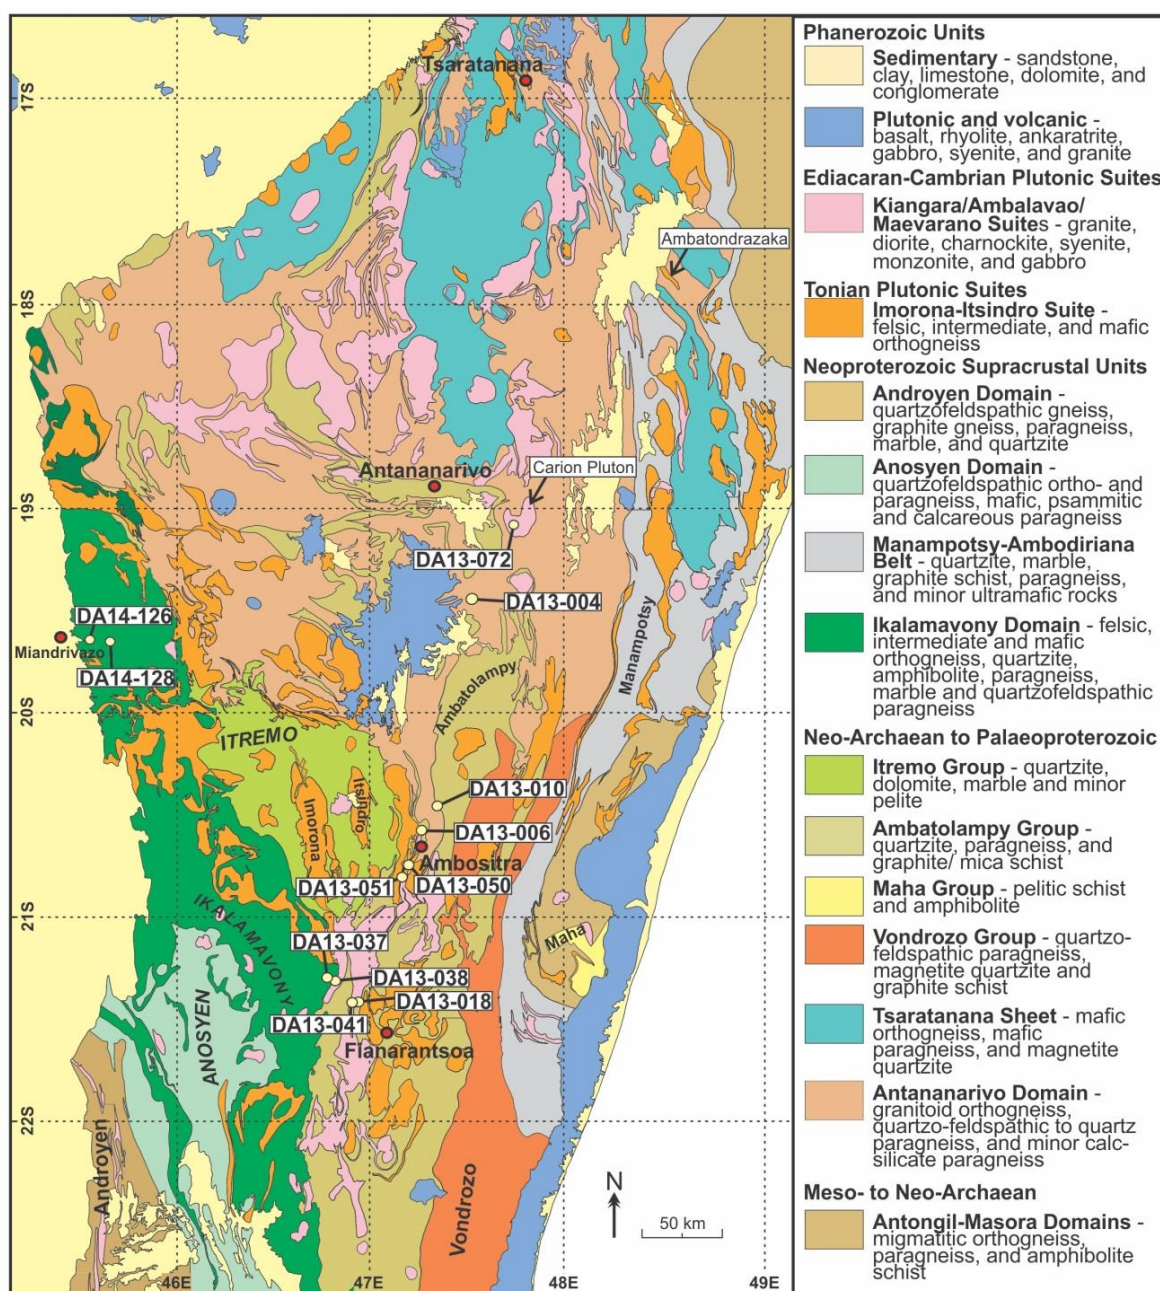 Tsaratanana
17S
Ambatondrazaka
18S
Antananarivo
Carion Pluton
19S
DA13-072
DA13-004
DA14-126
Miandrivazo
DA14-128
Manampotsy
Ambatolampy
20S
ITREMO
Imorona
Itsindro
DA13-010
DA13-006
Ambositra
DA13-051
DA13-050
21S
IKALAMAVONY
DA13-037
Maha
DA13-038
DA13-018
DA13-041
ANOSYEN
Fianarantsoa
22S
Androyen
Vondrozo
N
50 km
46E
47E
48E
49E
Phanerozoic Units
Sedimentary - sandstone,
clay, limestone, dolomite, and
conglomerate
Plutonic and volcanic -
basalt, rhyolite, ankaratrite,
gabbro, syenite, and granite
Ediacaran-Cambrian Plutonic Suites
Kiangara/Ambalavao/
Maevarano Suites - granite,
diorite, charnockite, syenite,
monzonite, and gabbro
Tonian Plutonic Suites
Imorona-Itsindro Suite -
felsic, intermediate, and mafic
orthogneiss
Neoproterozoic Supracrustal Units
Androyen Domain -
quartzofeldspathic gneiss,
graphite gneiss, paragneiss,
marble, and quartzite
Anosyen Domain -
quartzofeldspathic ortho- and
paragneiss, mafic, psammitic
and calcareous paragneiss
Manampotsy-Ambodiriana
Belt - quartzite, marble,
graphite schist, paragneiss,
and minor ultramafic rocks
Ikalamavony Domain - felsic,
intermediate and mafic
orthogneiss, quartzite,
amphibolite, paragneiss,
marble and quartzofeldspathic
paragneiss
Neo-Archaean to Palaeoproterozoic
Itremo Group - quartzite,
dolomite, marble and minor
pelite
Ambatolampy Group -
quartzite, paragneiss, and
graphite/ mica schist
Maha Group - pelitic schist
and amphibolite
Vondrozo Group - quartzo-
feldspathic paragneiss,
magnetite quartzite and
graphite schist
Tsaratanana Sheet - mafic
orthogneiss, mafic
paragneiss, and magnetite
quartzite
Antananarivo Domain -
granitoid orthogneiss,
quartzo-feldspathic to quartz
paragneiss, and minor calc-
silicate paragneiss
Meso- to Neo-Archaean
Antongil-Masora Domains -
migmatitic orthogneiss,
paragneiss, and amphibolite
schist